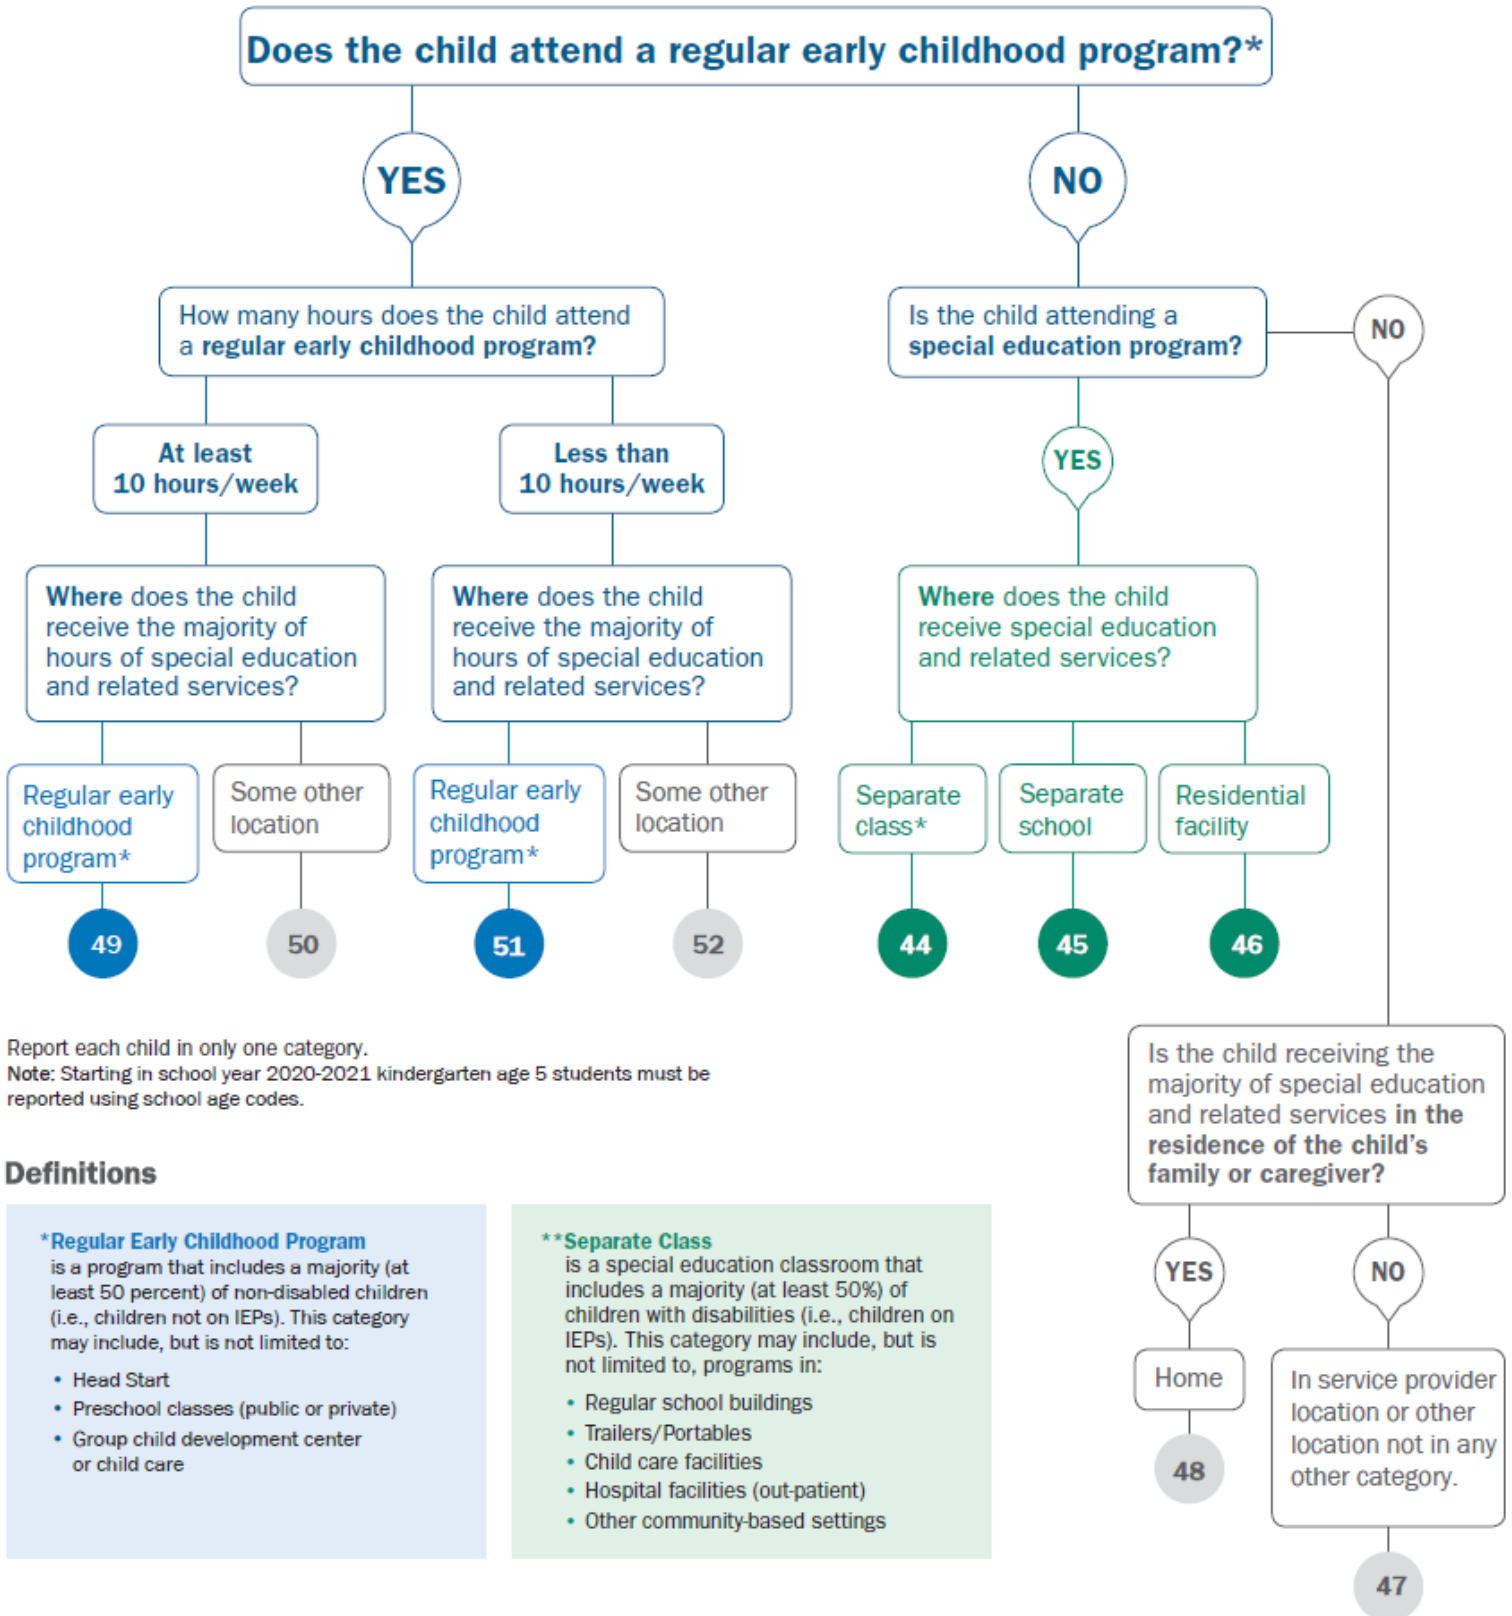 Does the child attend a regular early childhood program?*
YES
NO
How many hours does the child attend
a regular early childhood program?
Is the child attending a
special education program?
NO
At least
10 hours/week
Less than
10 hours/week
YES
Where does the child
receive the majority of
hours of special education
and related services?
Where does the child
receive the majority of
hours of special education
and related services?
Where does the child
receive special education
and related services?
Regular early
childhood
program*
Some other
location
Regular early
childhood
program*
Some other
location
Separate
class*
Separate
school
Residential
facility
49
50
51
52
44
45
46
Report each child in only one category.
Note: Starting in school year 2020-2021 kindergarten age 5 students must be
reported using school age codes.
Is the child receiving the
majority of special education
and related services in the
residence of the child's
family or caregiver?
YES
NO
Home
In service provider
location or other
location not in any
other category.
48
47
Definitions
*Regular Early Childhood Program
is a program that includes a majority (at
least 50 percent) of non-disabled children
(i.e., children not on IEPs). This category
may include, but is not limited to:
• Head Start
• Preschool classes (public or private)
• Group child development center
or child care
**Separate Class
is a special education classroom that
includes a majority (at least 50%) of
children with disabilities (i.e., children on
IEPs). This category may include, but is
not limited to, programs in:
• Regular school buildings
• Trailers/Portables
• Child care facilities
• Hospital facilities (out-patient)
• Other community-based settings